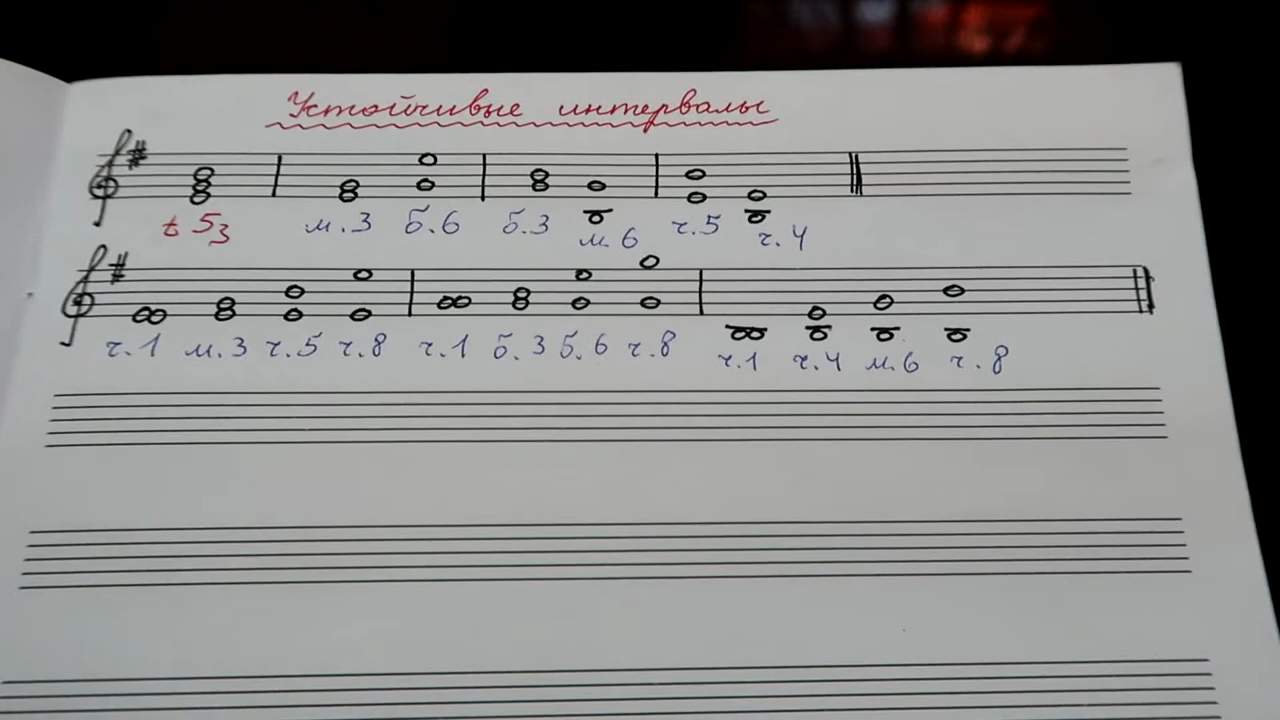 Устойчивые интервалы
t 5 3 м.3 б.6 б.3 м.6 ч.5 ч.4
ч.1 м.3 ч.5 ч.8 ч.1 б.3 б.6 ч.8 ч.1 ч.4 м.6 ч.8